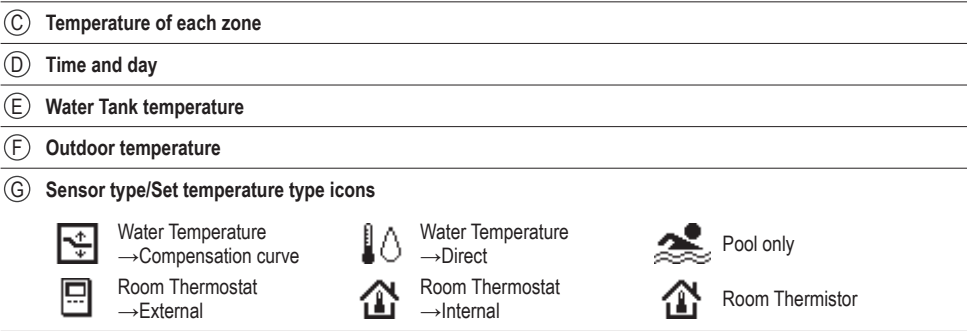 Ⓒ Temperature of each zone
Ⓓ Time and day
Ⓔ Water Tank temperature
Ⓕ Outdoor temperature
Ⓖ Sensor type/Set temperature type icons
Water Temperature
→Compensation curve
Water Temperature
→Direct
Pool only
Room Thermostat
→External
Room Thermostat
→Internal
Room Thermistor